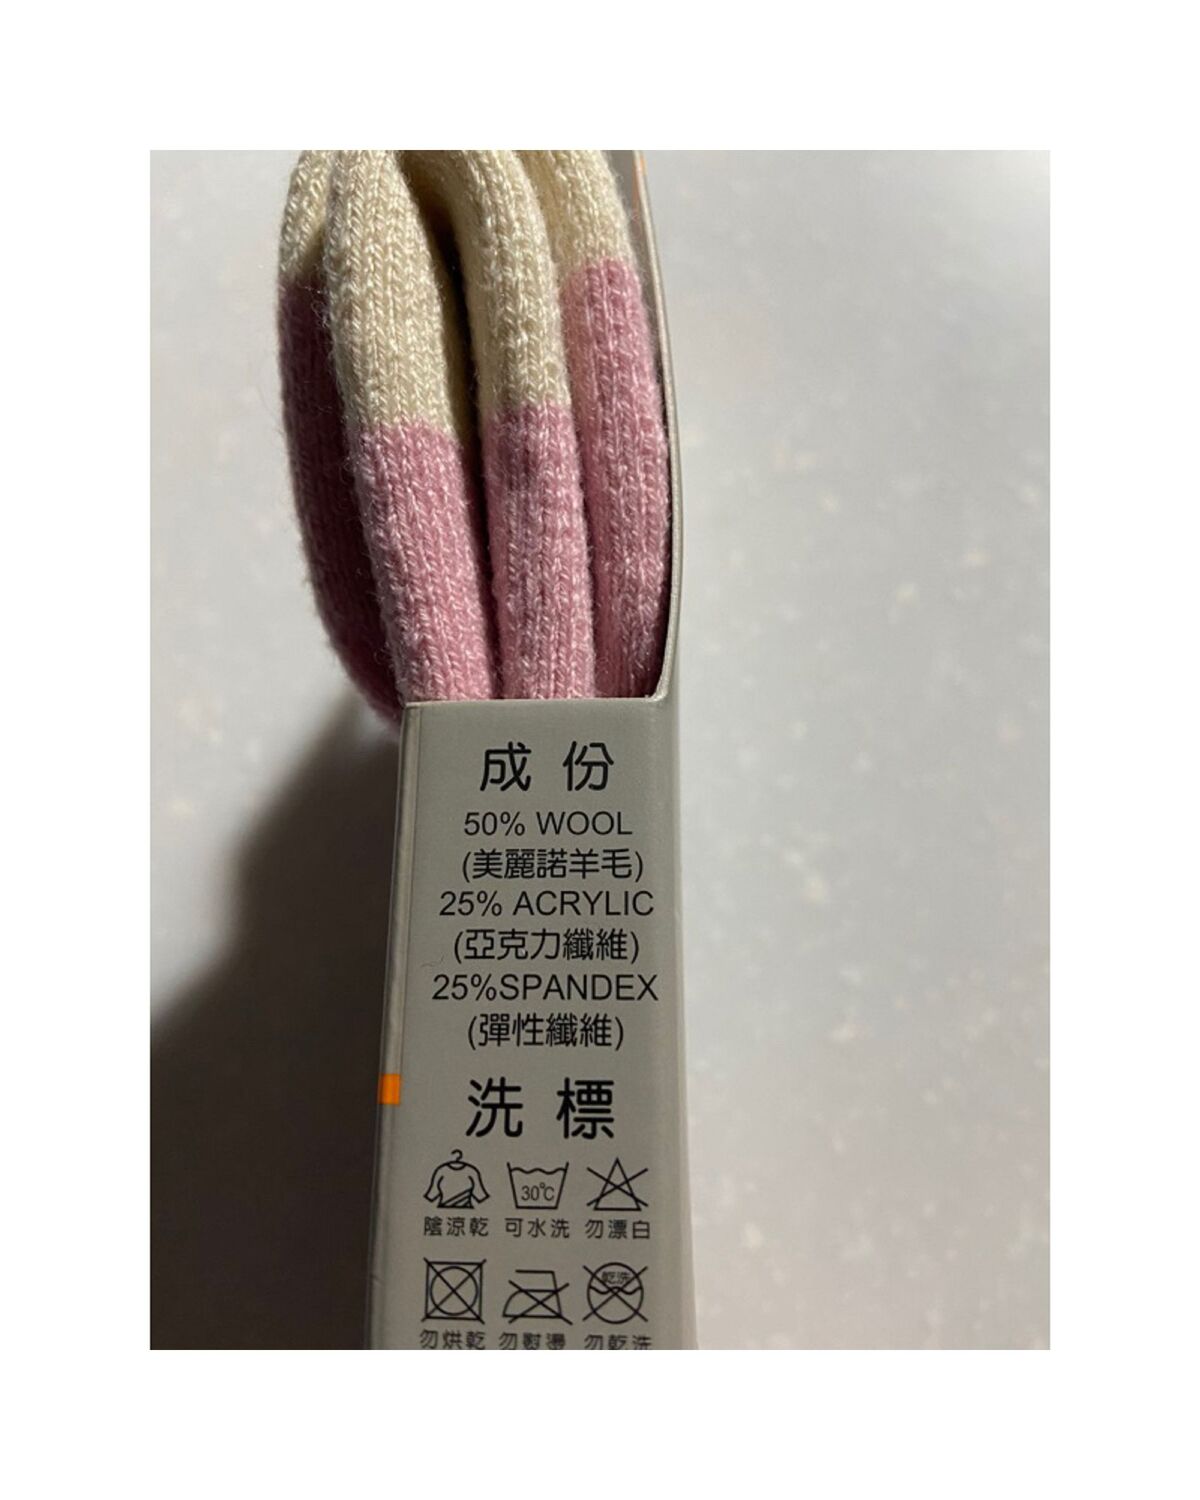 成份
50% WOOL
(美麗諾羊毛)
25% ACRYLIC
(亞克力纖維)
25%SPANDEX
(彈性纖維)
洗標
30℃
陰涼乾 可水洗 勿漂白
乾洗
勿烘乾 勿熨燙 勿乾洗